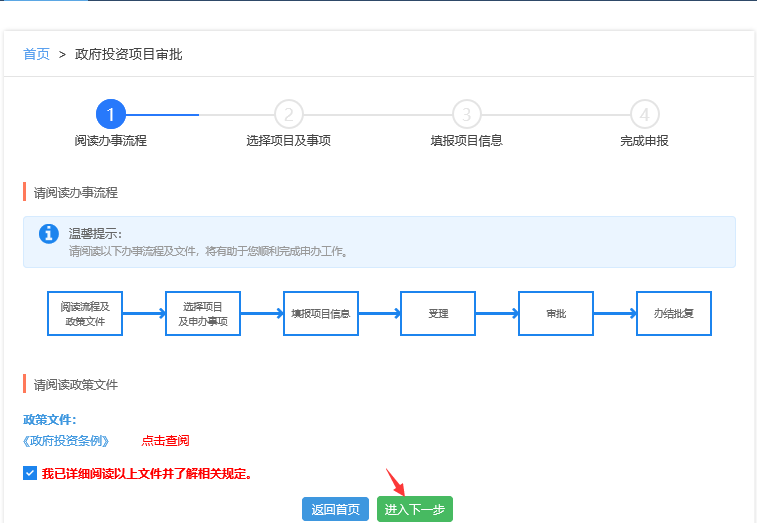 首页 > 政府投资项目审批
1 2 3 4
阅读办事流程 选择项目及事项 填报项目信息 完成申报
请阅读办事流程
温馨提示：
请阅读以下办事流程及文件，将有助于您顺利完成申办工作。
阅读流程及
政策文件
选择项目
及申办事项
填报项目信息
受理
审批
办结批复
请阅读政策文件
政策文件：
《政府投资条例》 点击查阅
我已详细阅读以上文件并了解相关规定。
返回首页 进入下一步